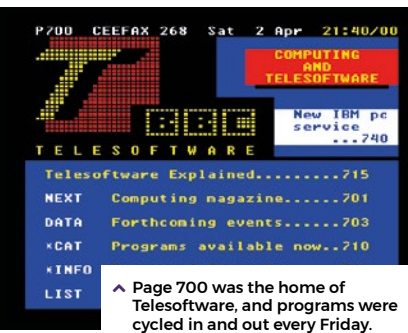 P700 CEEFAX 268 Sat 2 Apr 21:40/00
COMPUTING
AND
TELESOFTWARE
T
BBC
New IBM pc
service
...740
TELESOFTWARE
Telesoftware Explained.........715
NEXT Computing magazine......701
DATA Forthcoming events......703
*CAT Programs available now..710
*INFO
LIST
^ Page 700 was the home of
Telesoftware, and programs were
cycled in and out every Friday.